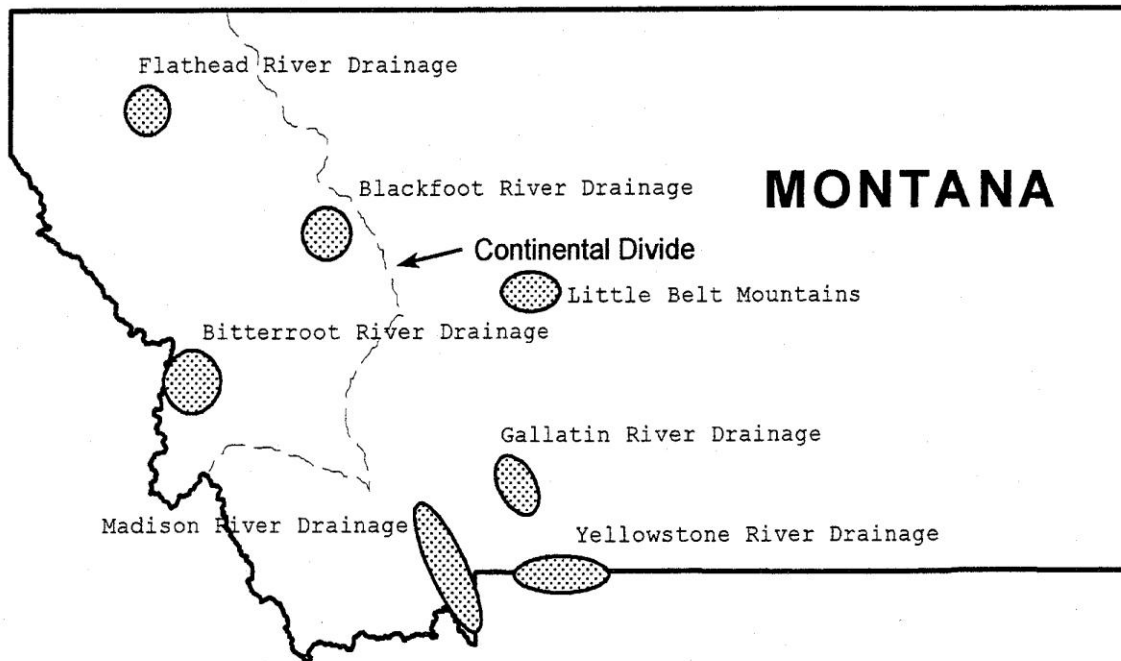 Flathead River Drainage
Blackfoot River Drainage
MONTANA
Continental Divide
Little Belt Mountains
Bitterroot River Drainage
Gallatin River Drainage
Madison River Drainage
Yellowstone River Drainage